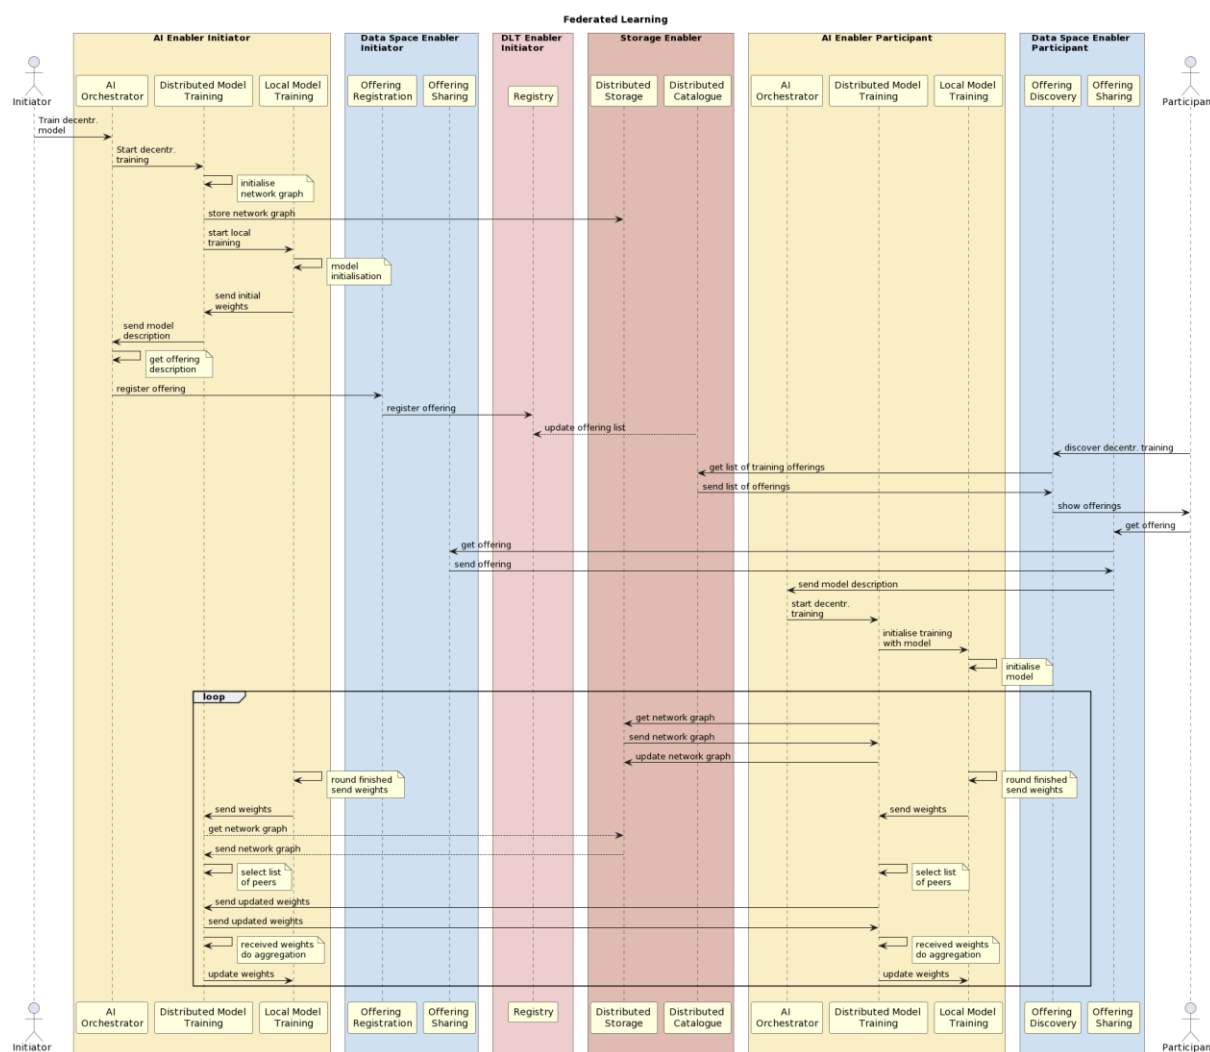 Federated Learning
AI Enabler Initiator
Data Space Enabler
Initiator
DLT Enabler
Initiator
Storage Enabler
AI Enabler Participant
Data Space Enabler
Participant
Initiator
AI
Orchestrator
Distributed Model
Training
Local Model
Training
Offering
Registration
Offering
Sharing
Registry
Distributed
Storage
Distributed
Catalogue
AI
Orchestrator
Distributed Model
Training
Local Model
Training
Offering
Discovery
Offering
Sharing
Participan
Train decentr.
model
Start decentr.
training
initialise
network graph
store network graph
start local
training
model
initialisation
send initial
weights
send model
description
get offering
description
register offering
register offering
update offering list
discover decentr. training
get list of training offerings
send list of offerings
show offerings
get offering
get offering
send offering
send model description
start decentr.
training
initialise training
with model
initialise
model
loop
get network graph
send network graph
update network graph
round finished
send weights
round finished
send weights
send weights
send weights
get network graph
send network graph
select list
of peers
select list
of peers
send updated weights
send updated weights
received weights
do aggregation
received weights
do aggregation
update weights
update weights
Initiator
AI
Orchestrator
Distributed Model
Training
Local Model
Training
Offering
Registration
Offering
Sharing
Registry
Distributed
Storage
Distributed
Catalogue
AI
Orchestrator
Distributed Model
Training
Local Model
Training
Offering
Discovery
Offering
Sharing
Participan